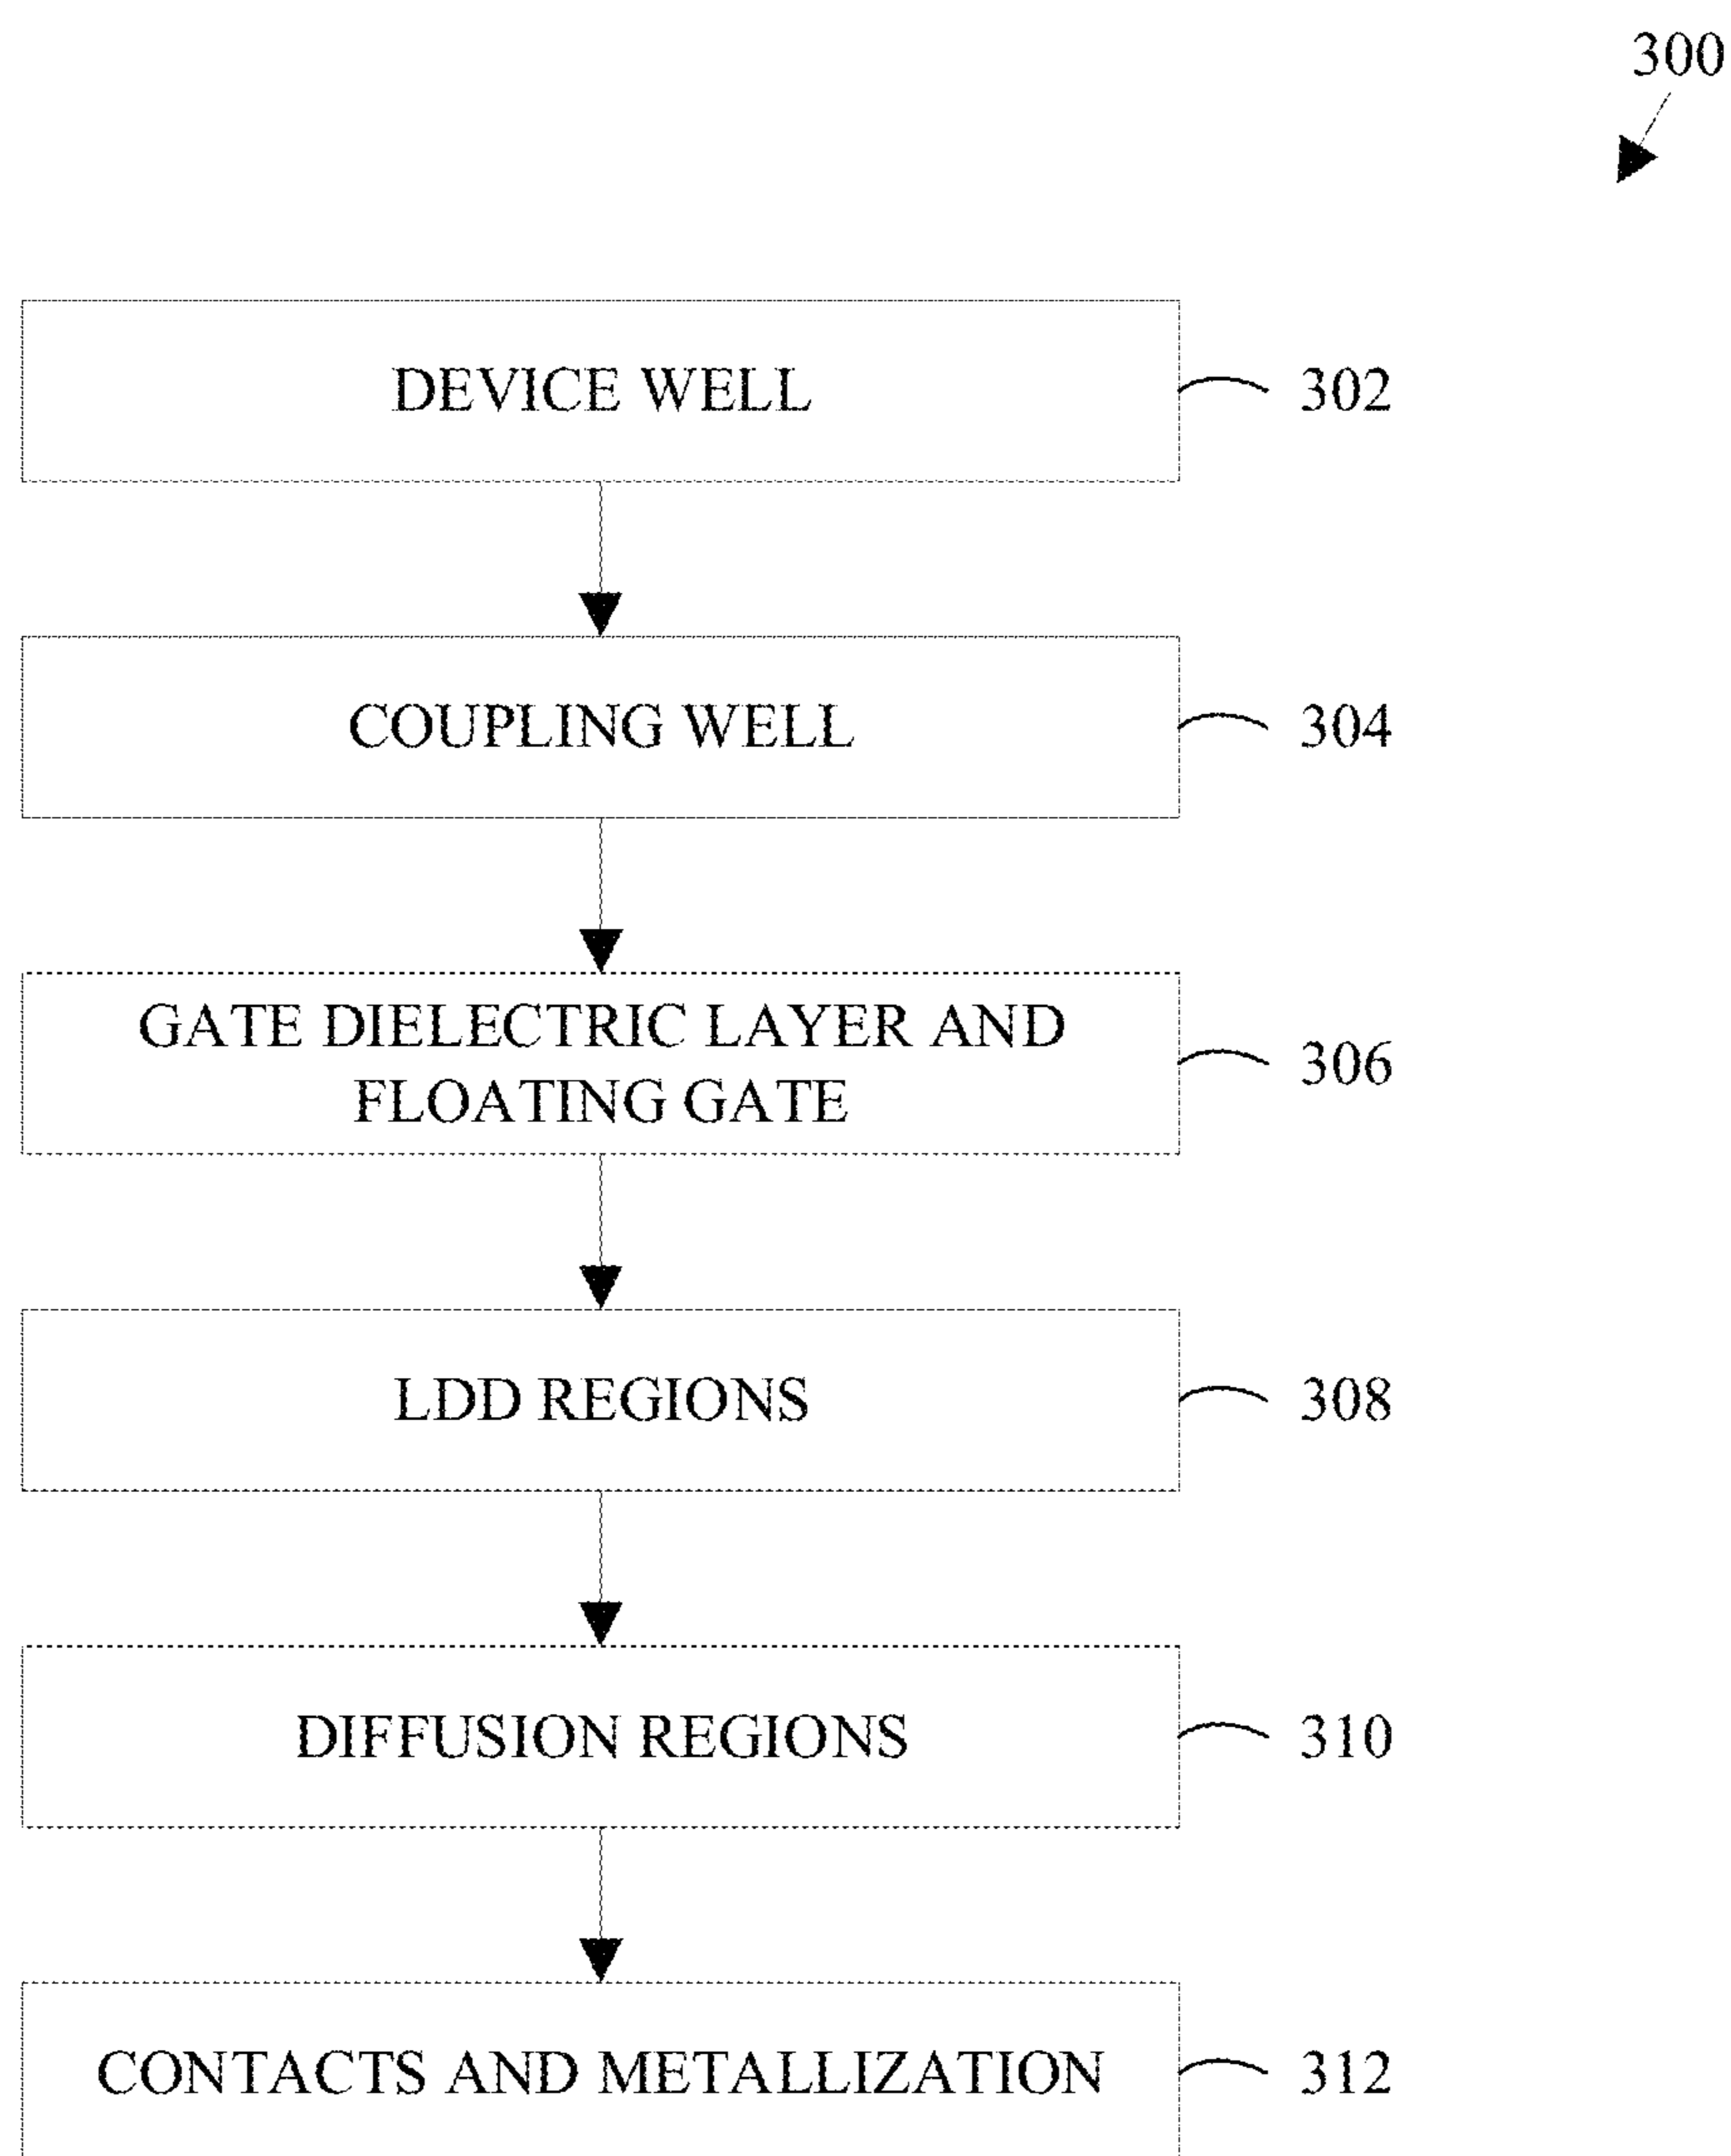 300
DEVICE WELL
302
COUPLING WELL
304
GATE DIELECTRIC LAYER AND
FLOATING GATE
306
LDD REGIONS
308
DIFFUSION REGIONS
310
CONTACTS AND METALLIZATION
312